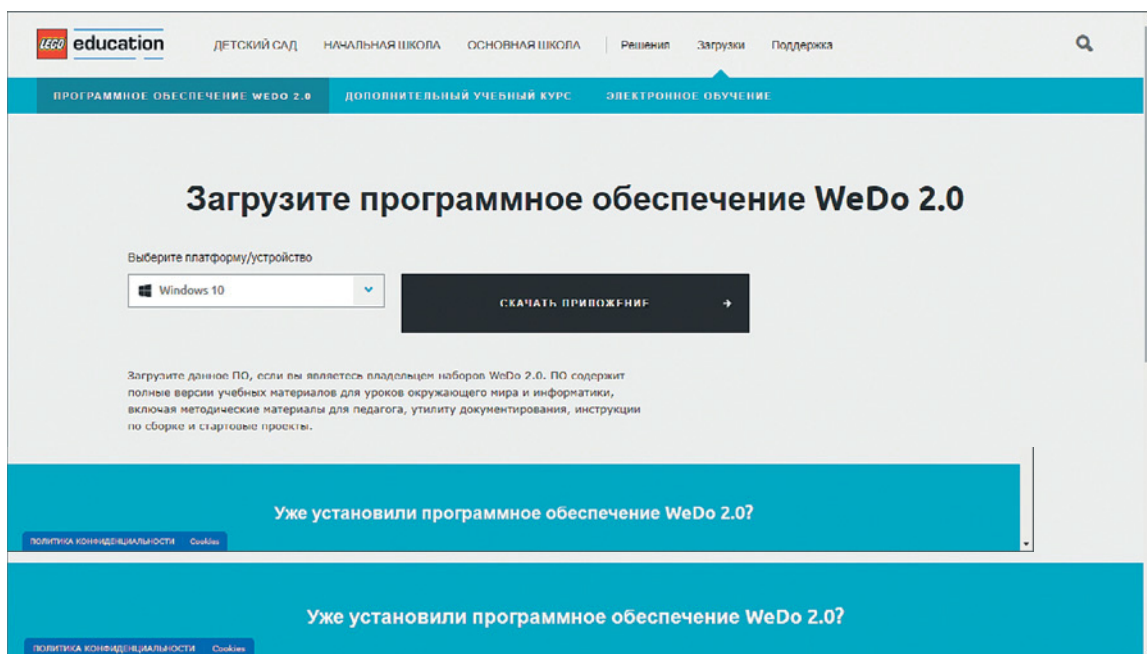 LEGO education
ДЕТСКИЙ САД НАЧАЛЬНАЯ ШКОЛА ОСНОВНАЯ ШКОЛА Решения Загрузки Поддержка
ПРОГРАММНОЕ ОБЕСПЕЧЕНИЕ WEDO 2.0 ДОПОЛНИТЕЛЬНЫЙ УЧЕБНЫЙ КУРС ЭЛЕКТРОННОЕ ОБУЧЕНИЕ
Загрузите программное обеспечение WeDo 2.0
Выберите платформу/устройство
Windows 10
СКАЧАТЬ ПРИЛОЖЕНИЕ
Загрузите данное ПО, если вы являетесь владельцем наборов WeDo 2.0. ПО содержит
полные версии учебных материалов для уроков окружающего мира и информатики,
включая методические материалы для педагога, утилиту документирования, инструкции
по сборке и стартовые проекты.
Уже установили программное обеспечение WeDo 2.0?
ПОЛИТИКА КОНФИДЕНЦИАЛЬНОСТИ Cookies
Уже установили программное обеспечение WeDo 2.0?
ПОЛИТИКА КОНФИДЕНЦИАЛЬНОСТИ Cookies